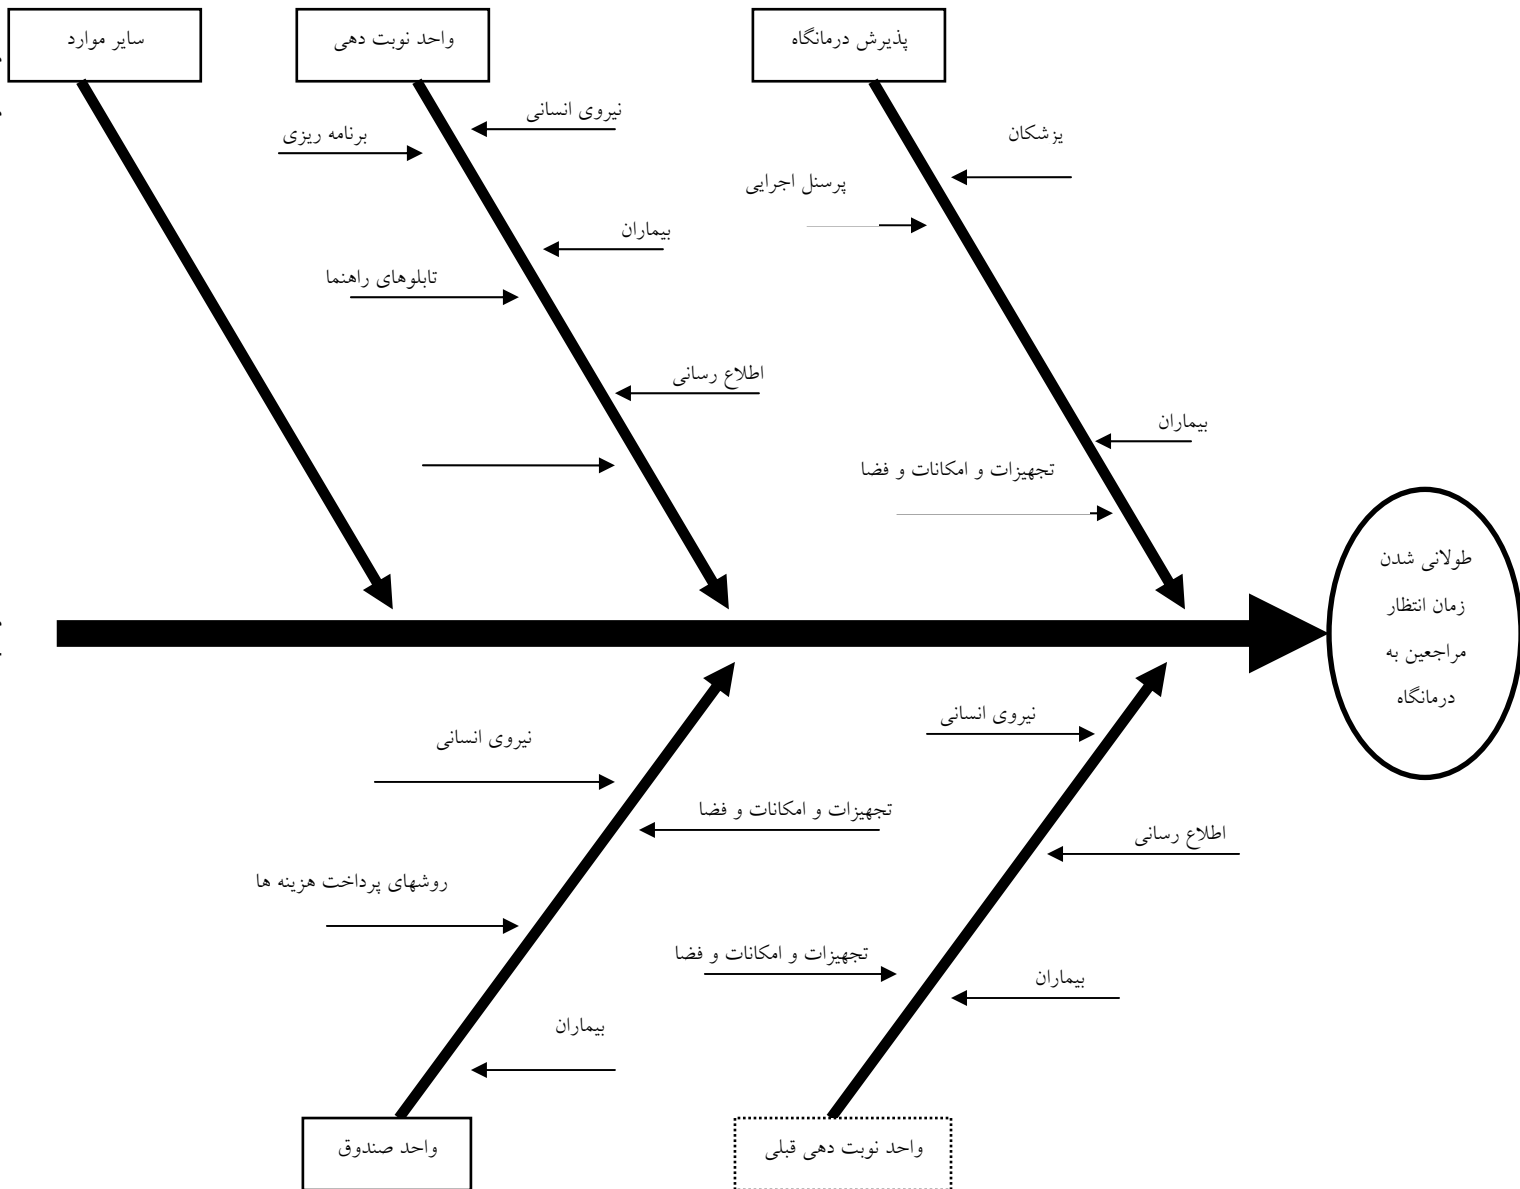 پذیرش درمانگاه
واحد نوبت دهی
سایر موارد
نیروی انسانی
برنامه ریزی
پزشکان
پرسنل اجرایی
بیماران
تابلوهای راهنما
اطلاع رسانی
بیماران
تجهیزات و امکانات و فضا
طولانی شدن
زمان انتظار
مراجعین به
درمانگاه
نیروی انسانی
نیروی انسانی
تجهیزات و امکانات و فضا
اطلاع رسانی
روشهای پرداخت هزینه ها
تجهیزات و امکانات و فضا
بیماران
بیماران
واحد نوبت دهی قبلی
واحد صندوق